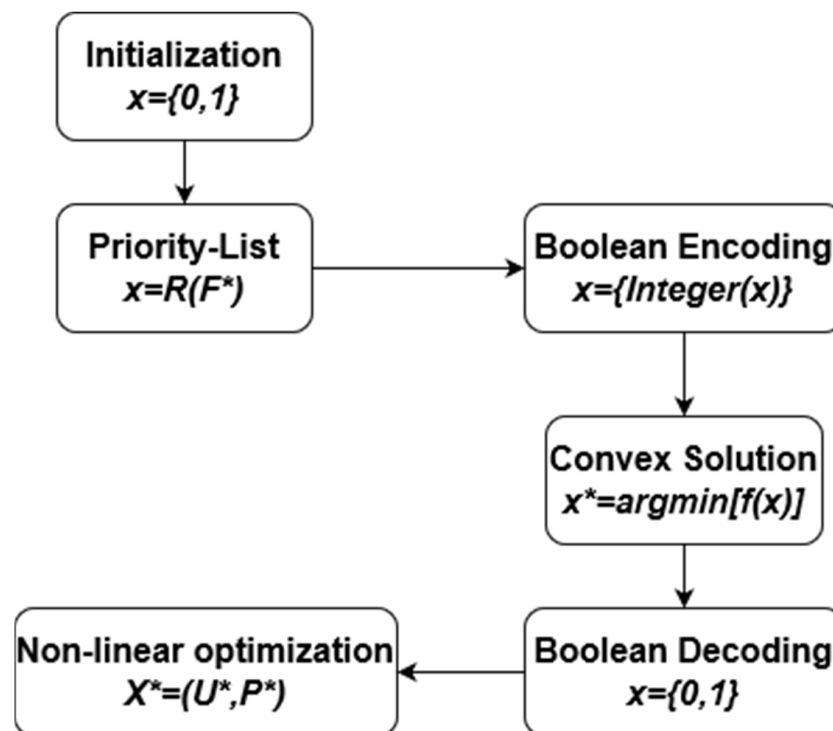 Initialization
x={0,1}
Priority-List
x=R(F*)
Boolean Encoding
x={Integer(x)}
Convex Solution
x*=argmin[f(x)]
Boolean Decoding
x={0,1}
Non-linear optimization
X*=(U*,P*)